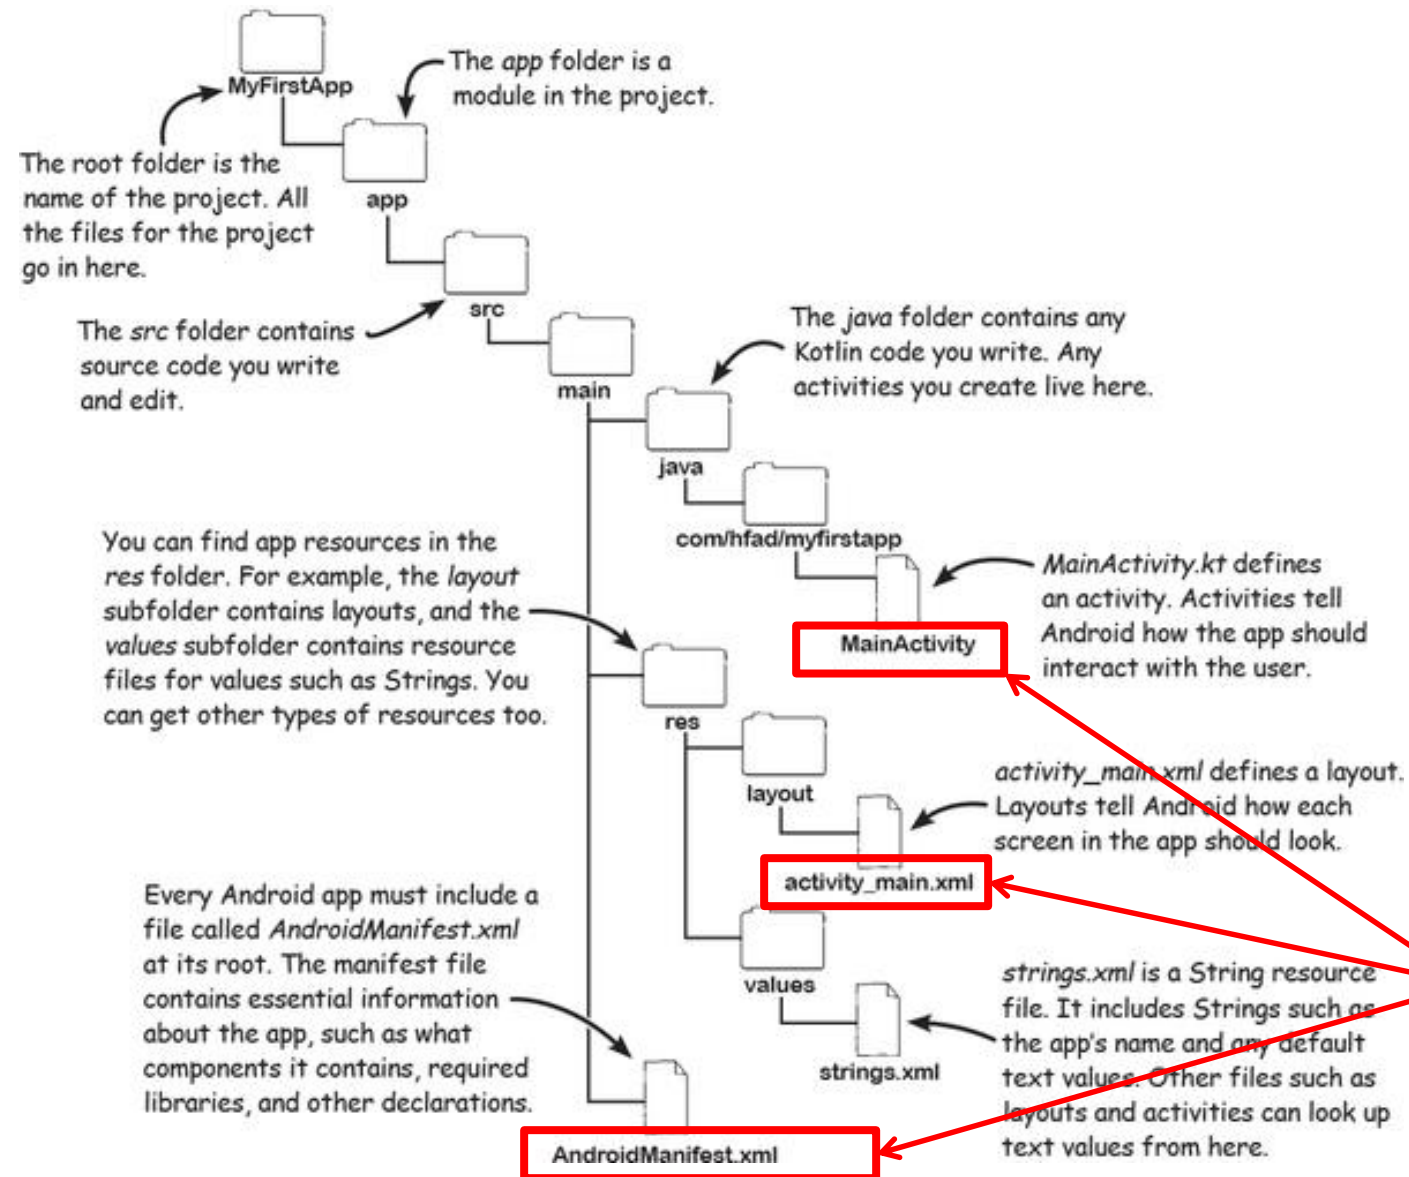 MyFirstApp
The app folder is a
module in the project.
The root folder is the
name of the project. All
the files for the project
go in here.
app
src
The src folder contains
source code you write
and edit.
main
The java folder contains any
Kotlin code you write. Any
activities you create live here.
java
com/hfad/myfirstapp
You can find app resources in the
res folder. For example, the layout
subfolder contains layouts, and the
values subfolder contains resource
files for values such as Strings. You
can get other types of resources too.
MainActivity.kt defines
an activity. Activities tell
Android how the app should
interact with the user.
MainActivity
res
layout
activity_main.xml defines a layout.
Layouts tell Android how each
screen in the app should look.
activity_main.xml
Every Android app must include a
file called AndroidManifest.xml
at its root. The manifest file
contains essential information
about the app, such as what
components it contains, required
libraries, and other declarations.
values
strings.xml is a String resource
file. It includes Strings such as
the app's name and any default
text values. Other files such as
layouts and activities can look up
text values from here.
strings.xml
AndroidManifest.xml